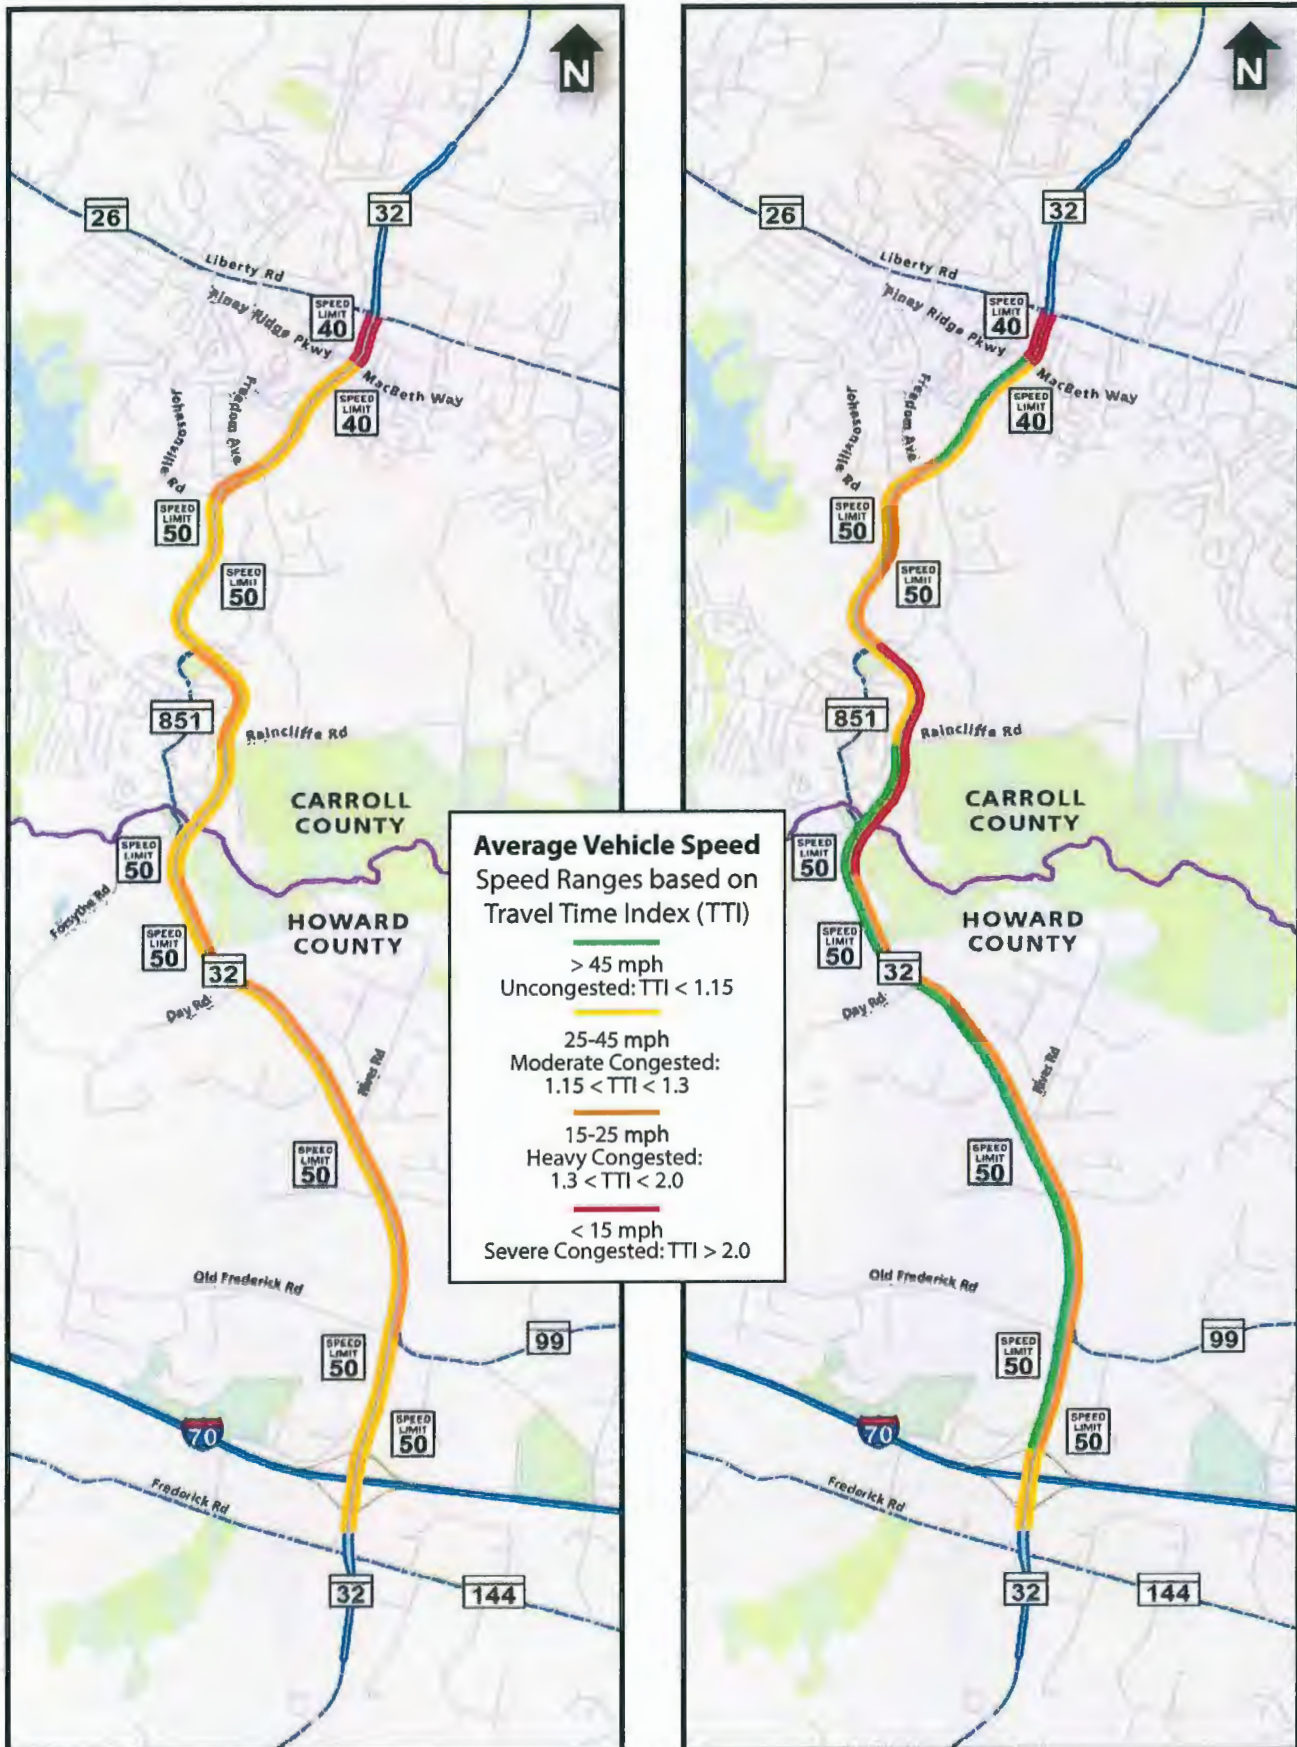 N
26
32
Liberty Rd
Piney Ridge Pkwy
SPEED
LIMIT
40
MacBeth Way
SPEED
LIMIT
40
Freedom Ave
Johnsonville Rd
SPEED
LIMIT
50
SPEED
LIMIT
50
851
Raincliffe Rd
CARROLL
COUNTY
SPEED
LIMIT
50
Forsythe Rd
HOWARD
COUNTY
SPEED
LIMIT
50
32
Day Rd
Rives Rd
SPEED
LIMIT
50
Old Frederick Rd
SPEED
LIMIT
50
99
SPEED
LIMIT
50
70
Frederick Rd
32
144
Average Vehicle Speed
Speed Ranges based on
Travel Time Index (TTI)
> 45 mph
Uncongested: TTI < 1.15
25-45 mph
Moderate Congested:
1.15 < TTI < 1.3
15-25 mph
Heavy Congested:
1.3 < TTI < 2.0
< 15 mph
Severe Congested: TTI > 2.0
N
26
32
Liberty Rd
Piney Ridge Pkwy
SPEED
LIMIT
40
MacBeth Way
SPEED
LIMIT
40
Freedom Ave
Johnsonville Rd
SPEED
LIMIT
50
SPEED
LIMIT
50
851
Raincliffe Rd
CARROLL
COUNTY
SPEED
LIMIT
50
HOWARD
COUNTY
SPEED
LIMIT
50
32
Day Rd
Rives Rd
SPEED
LIMIT
50
Old Frederick Rd
SPEED
LIMIT
50
99
SPEED
LIMIT
50
70
Frederick Rd
32
144